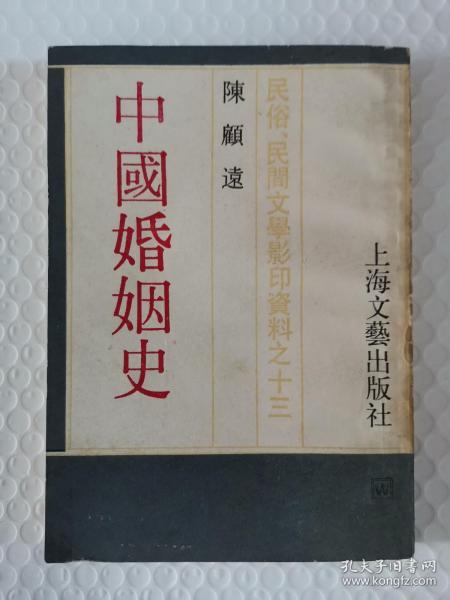 上海文藝出版社
民俗、民間文學影印資料之十三
陳顧遠
中國婚姻史
W
孔夫子旧书网
www.kongfz.com